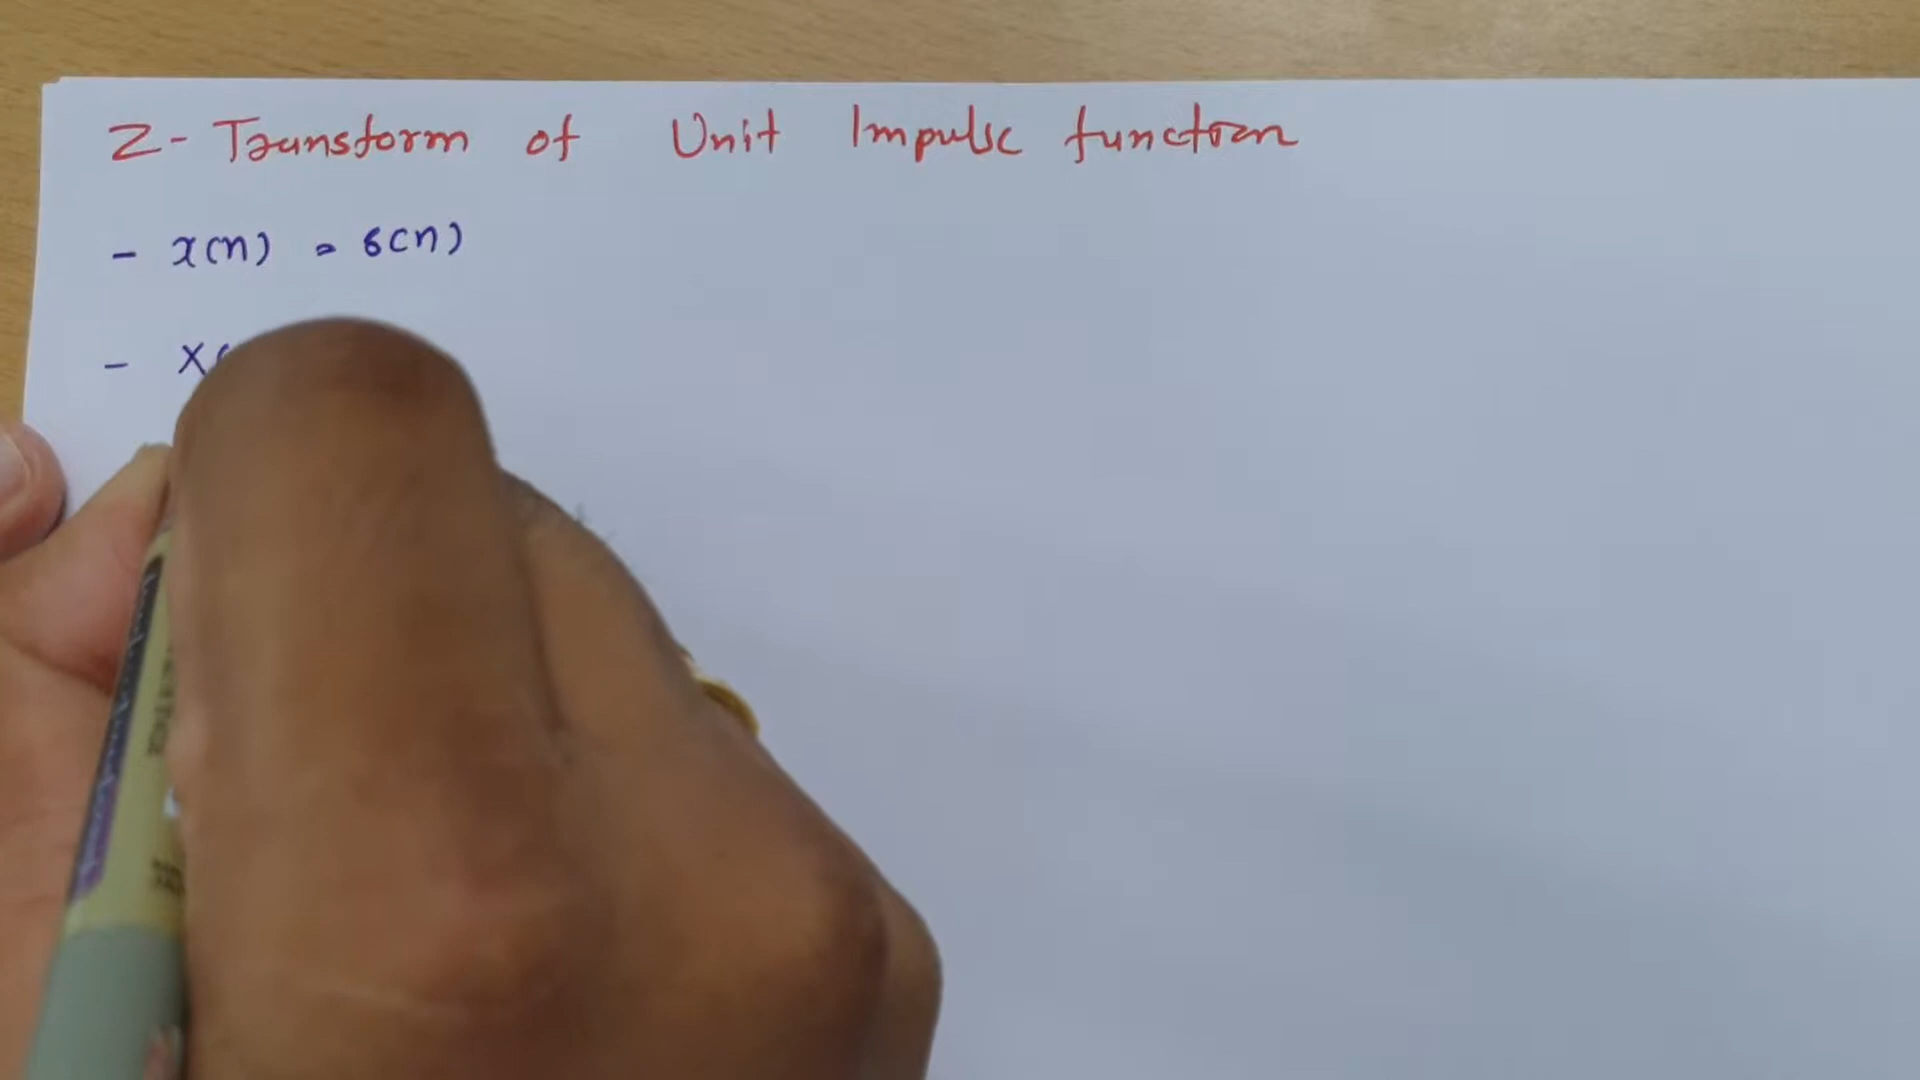 Z-Transform of Unit Impulse function
- x(n) = δ(n)
- X(